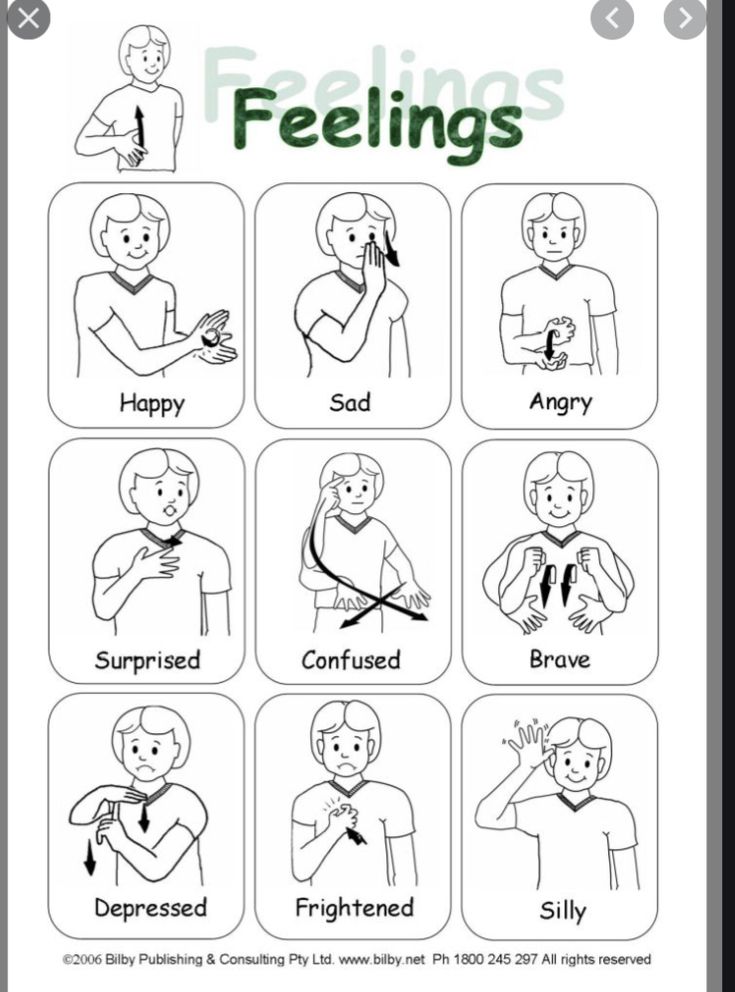 Feelings
Happy
Sad
Angry
Surprised
Confused
Brave
Depressed
Frightened
Silly
©2006 Bilby Publishing & Consulting Pty Ltd. www.bilby.net Ph 1800 245 297 All rights reserved